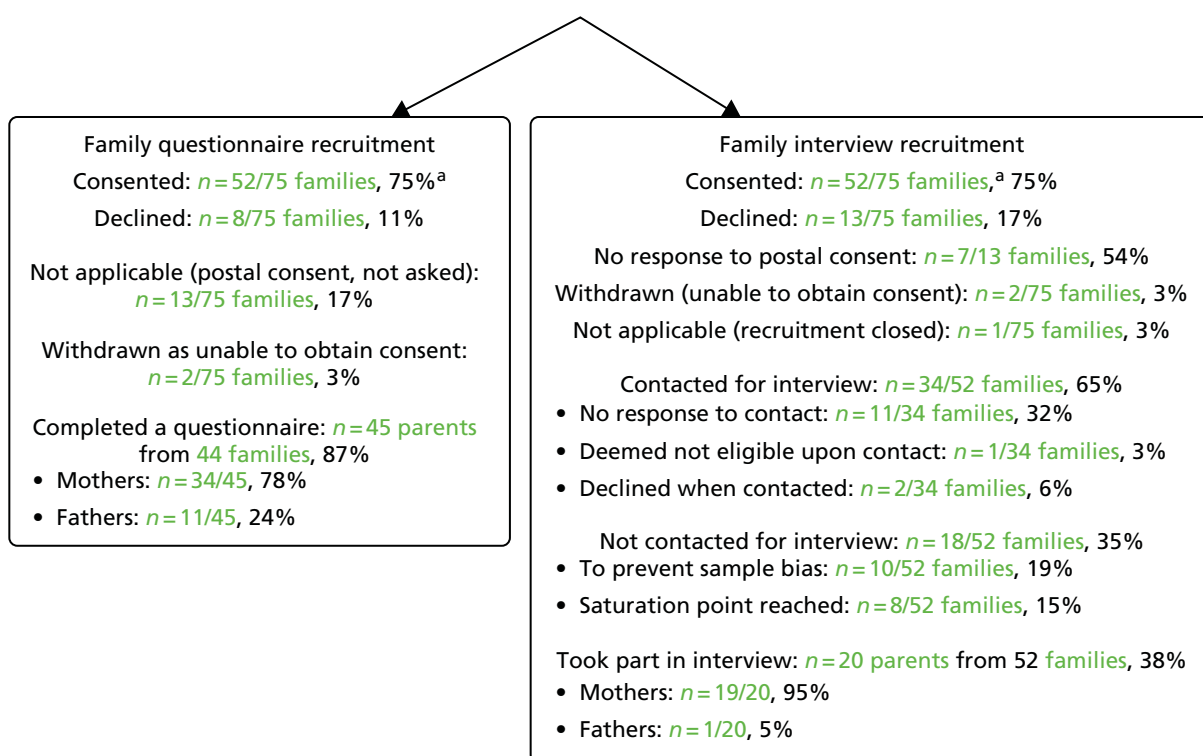 Family questionnaire recruitment
Consented: n=52/75 families, 75%ᵃ
Declined: n=8/75 families, 11%
Not applicable (postal consent, not asked):
n=13/75 families, 17%
Withdrawn as unable to obtain consent:
n=2/75 families, 3%
Completed a questionnaire: n=45 parents
from 44 families, 87%
• Mothers: n=34/45, 78%
• Fathers: n=11/45, 24%
Family interview recruitment
Consented: n=52/75 families,ᵃ 75%
Declined: n=13/75 families, 17%
No response to postal consent: n=7/13 families, 54%
Withdrawn (unable to obtain consent): n=2/75 families, 3%
Not applicable (recruitment closed): n=1/75 families, 3%
Contacted for interview: n=34/52 families, 65%
• No response to contact: n=11/34 families, 32%
• Deemed not eligible upon contact: n=1/34 families, 3%
• Declined when contacted: n=2/34 families, 6%
Not contacted for interview: n=18/52 families, 35%
• To prevent sample bias: n=10/52 families, 19%
• Saturation point reached: n=8/52 families, 15%
Took part in interview: n=20 parents from 52 families, 38%
• Mothers: n=19/20, 95%
• Fathers: n=1/20, 5%